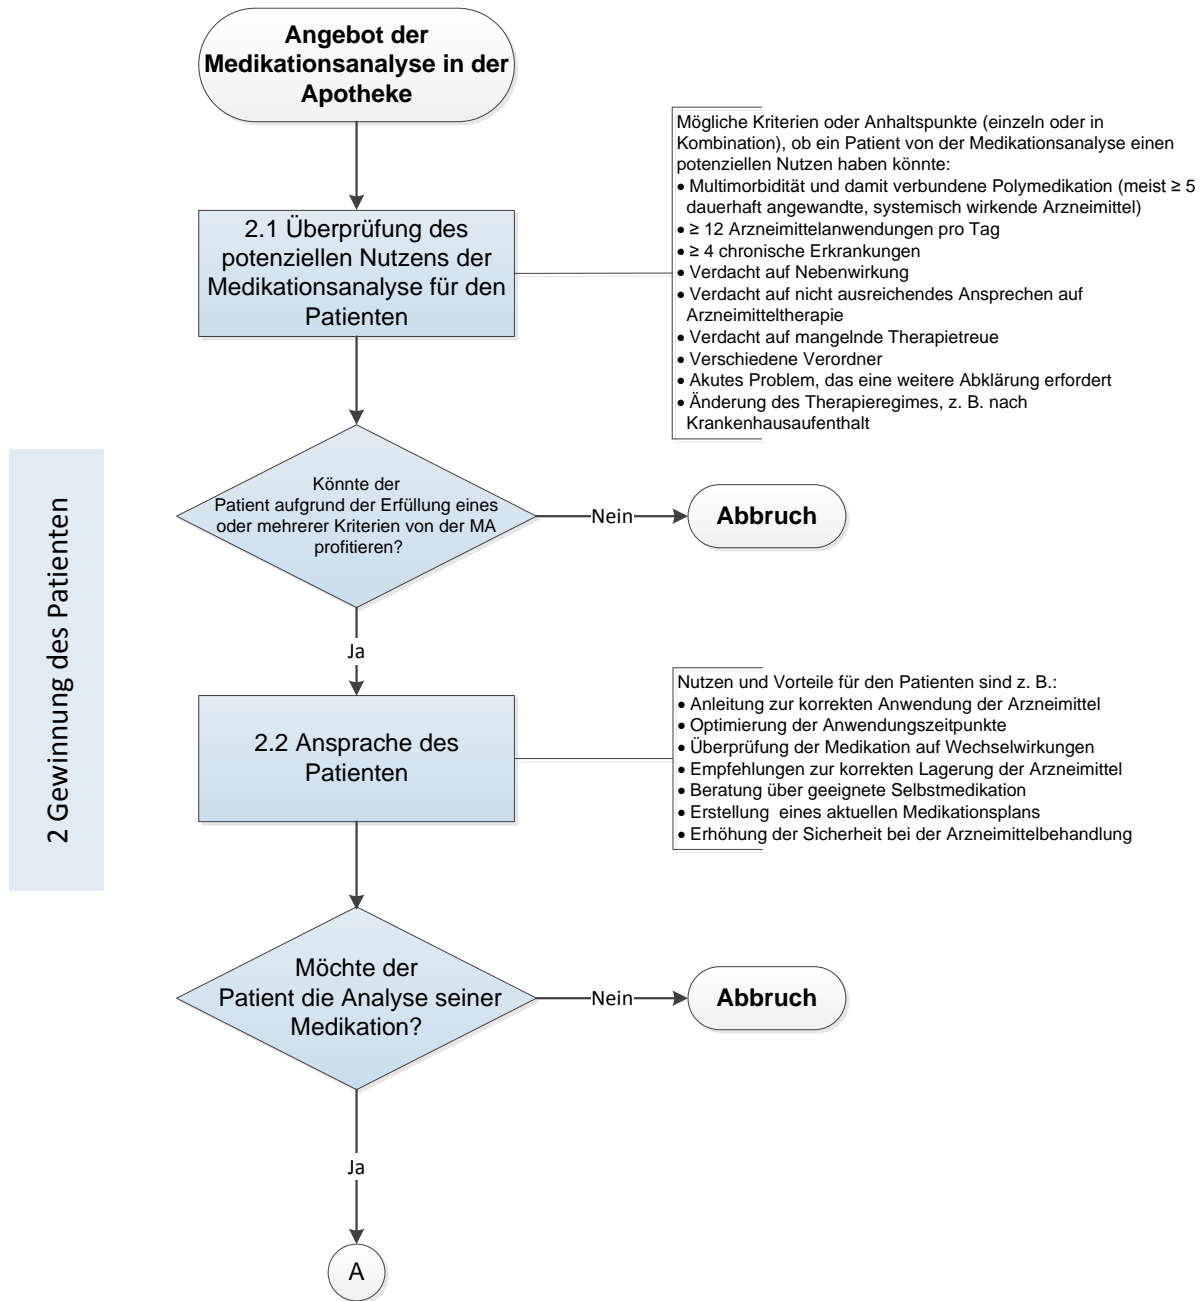 Angebot der
Medikationsanalyse in der
Apotheke
Mögliche Kriterien oder Anhaltspunkte (einzeln oder in
Kombination), ob ein Patient von der Medikationsanalyse einen
potenziellen Nutzen haben könnte:
• Multimorbidität und damit verbundene Polymedikation (meist ≥ 5
dauerhaft angewandte, systemisch wirkende Arzneimittel)
• ≥ 12 Arzneimittelanwendungen pro Tag
• ≥ 4 chronische Erkrankungen
• Verdacht auf Nebenwirkung
• Verdacht auf nicht ausreichendes Ansprechen auf
Arzneimitteltherapie
• Verdacht auf mangelnde Therapietreue
• Verschiedene Verordner
• Akutes Problem, das eine weitere Abklärung erfordert
• Änderung des Therapieregimes, z. B. nach
Krankenhausaufenthalt
2.1 Überprüfung des
potenziellen Nutzens der
Medikationsanalyse für den
Patienten
2 Gewinnung des Patienten
Könnte der
Patient aufgrund der Erfüllung eines
oder mehrerer Kriterien von der MA
profitieren?
Nein
Abbruch
Ja
2.2 Ansprache des
Patienten
Nutzen und Vorteile für den Patienten sind z. B.:
• Anleitung zur korrekten Anwendung der Arzneimittel
• Optimierung der Anwendungszeitpunkte
• Überprüfung der Medikation auf Wechselwirkungen
• Empfehlungen zur korrekten Lagerung der Arzneimittel
• Beratung über geeignete Selbstmedikation
• Erstellung eines aktuellen Medikationsplans
• Erhöhung der Sicherheit bei der Arzneimittelbehandlung
Möchte der
Patient die Analyse seiner
Medikation?
Nein
Abbruch
Ja
A